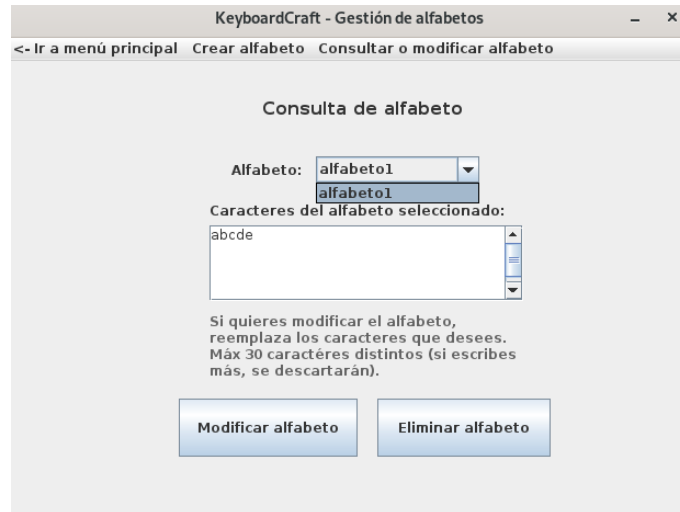 KeyboardCraft - Gestión de alfabetos
<- Ir a menú principal Crear alfabeto Consultar o modificar alfabeto
Consulta de alfabeto
Alfabeto: alfabeto1
alfabeto1
Caracteres del alfabeto seleccionado:
abcde
Si quieres modificar el alfabeto,
reemplaza los caracteres que desees.
Máx 30 caractéres distintos (si escribes
más, se descartarán).
Modificar alfabeto Eliminar alfabeto